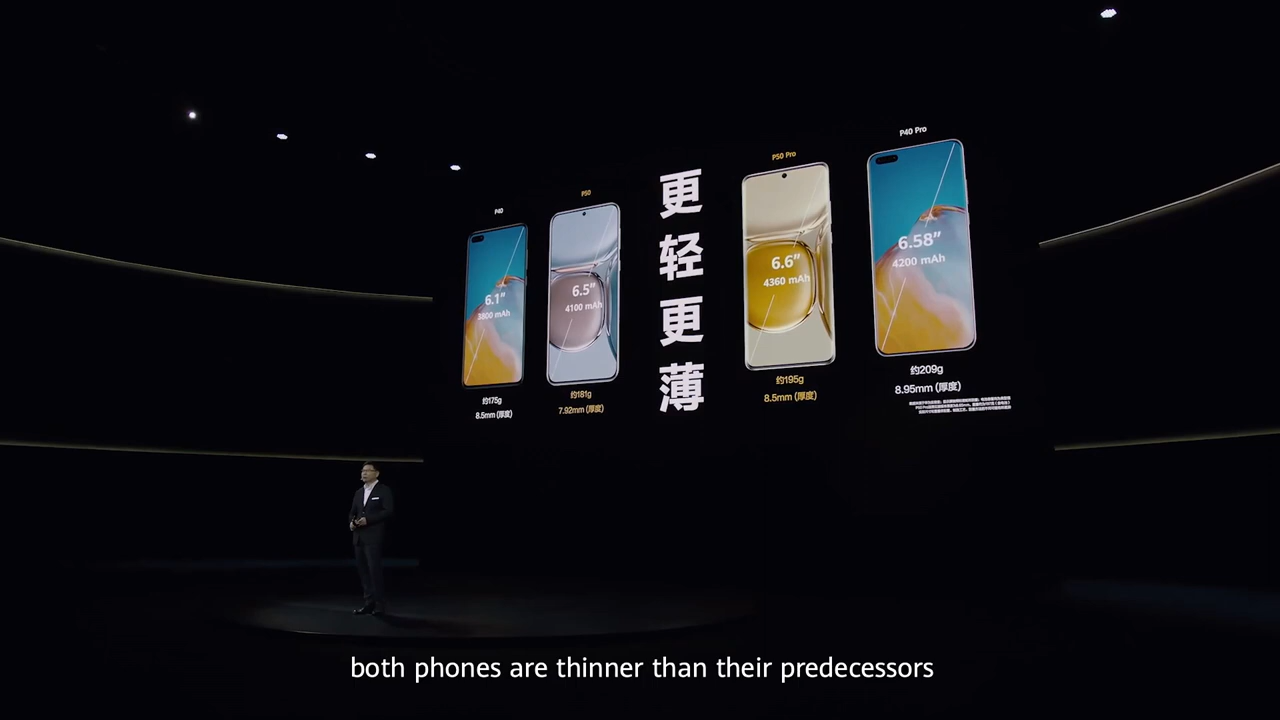 P40
6.1″
3800 mAh
约175g
8.5mm (厚度)
P50
6.5″
4100 mAh
约181g
7.92mm (厚度)
更
轻
更
薄
P50 Pro
6.6″
4360 mAh
约195g
8.5mm (厚度)
P40 Pro
6.58″
4200 mAh
约209g
8.95mm (厚度)
both phones are thinner than their predecessors